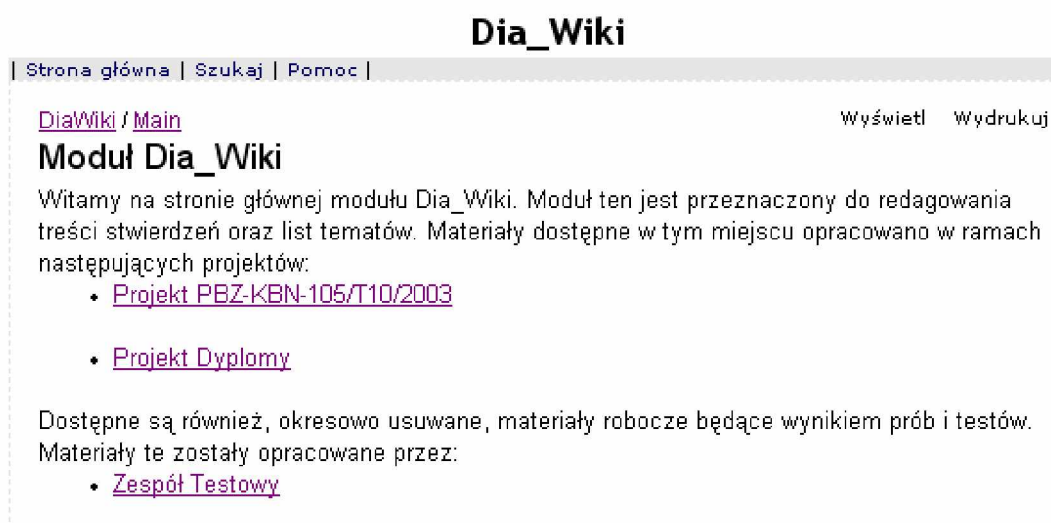 Dia_Wiki
| Strona główna | Szukaj | Pomoc |
DiaWiki / Main
Wyświetl Wydrukuj
Moduł Dia_Wiki
Witamy na stronie głównej modułu Dia_Wiki. Moduł ten jest przeznaczony do redagowania
treści stwierdzeń oraz list tematów. Materiały dostępne w tym miejscu opracowano w ramach
następujących projektów:
• Projekt PBZ-KBN-105/T10/2003
• Projekt Dyplomy
Dostępne są również, okresowo usuwane, materiały robocze będące wynikiem prób i testów.
Materiały te zostały opracowane przez:
• Zespół Testowy